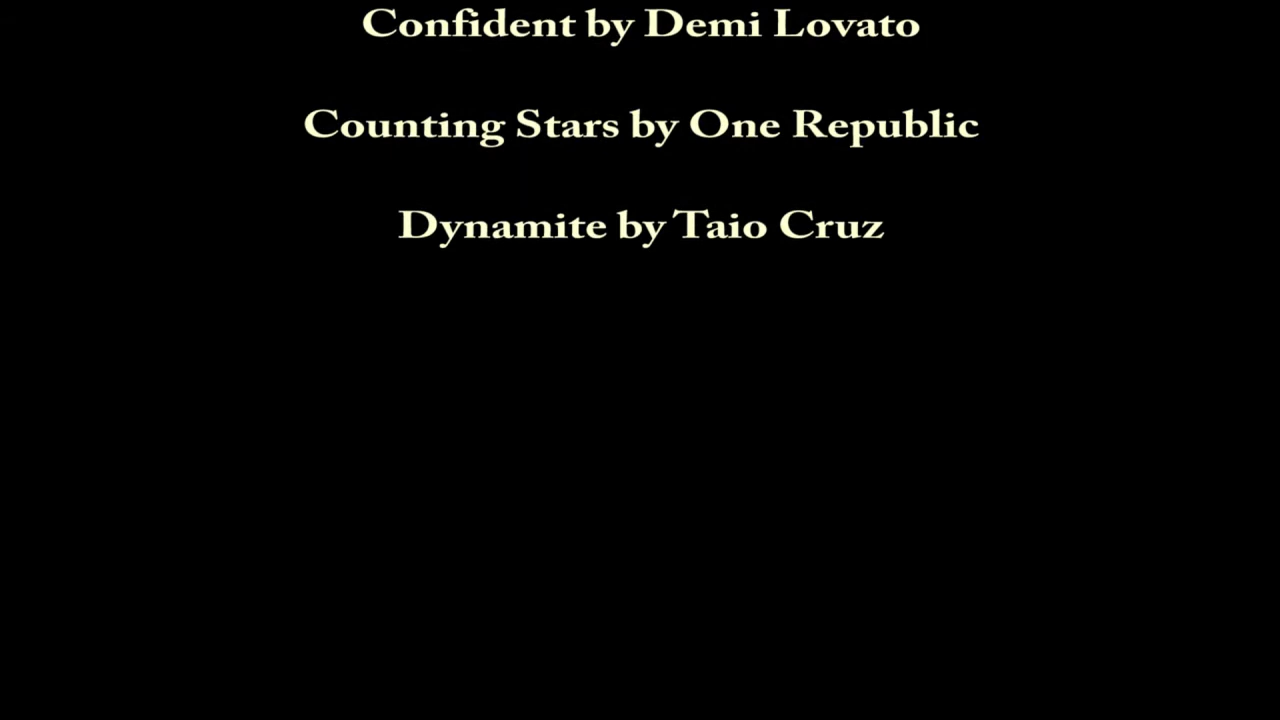 Confident by Demi Lovato
Counting Stars by One Republic
Dynamite by Taio Cruz